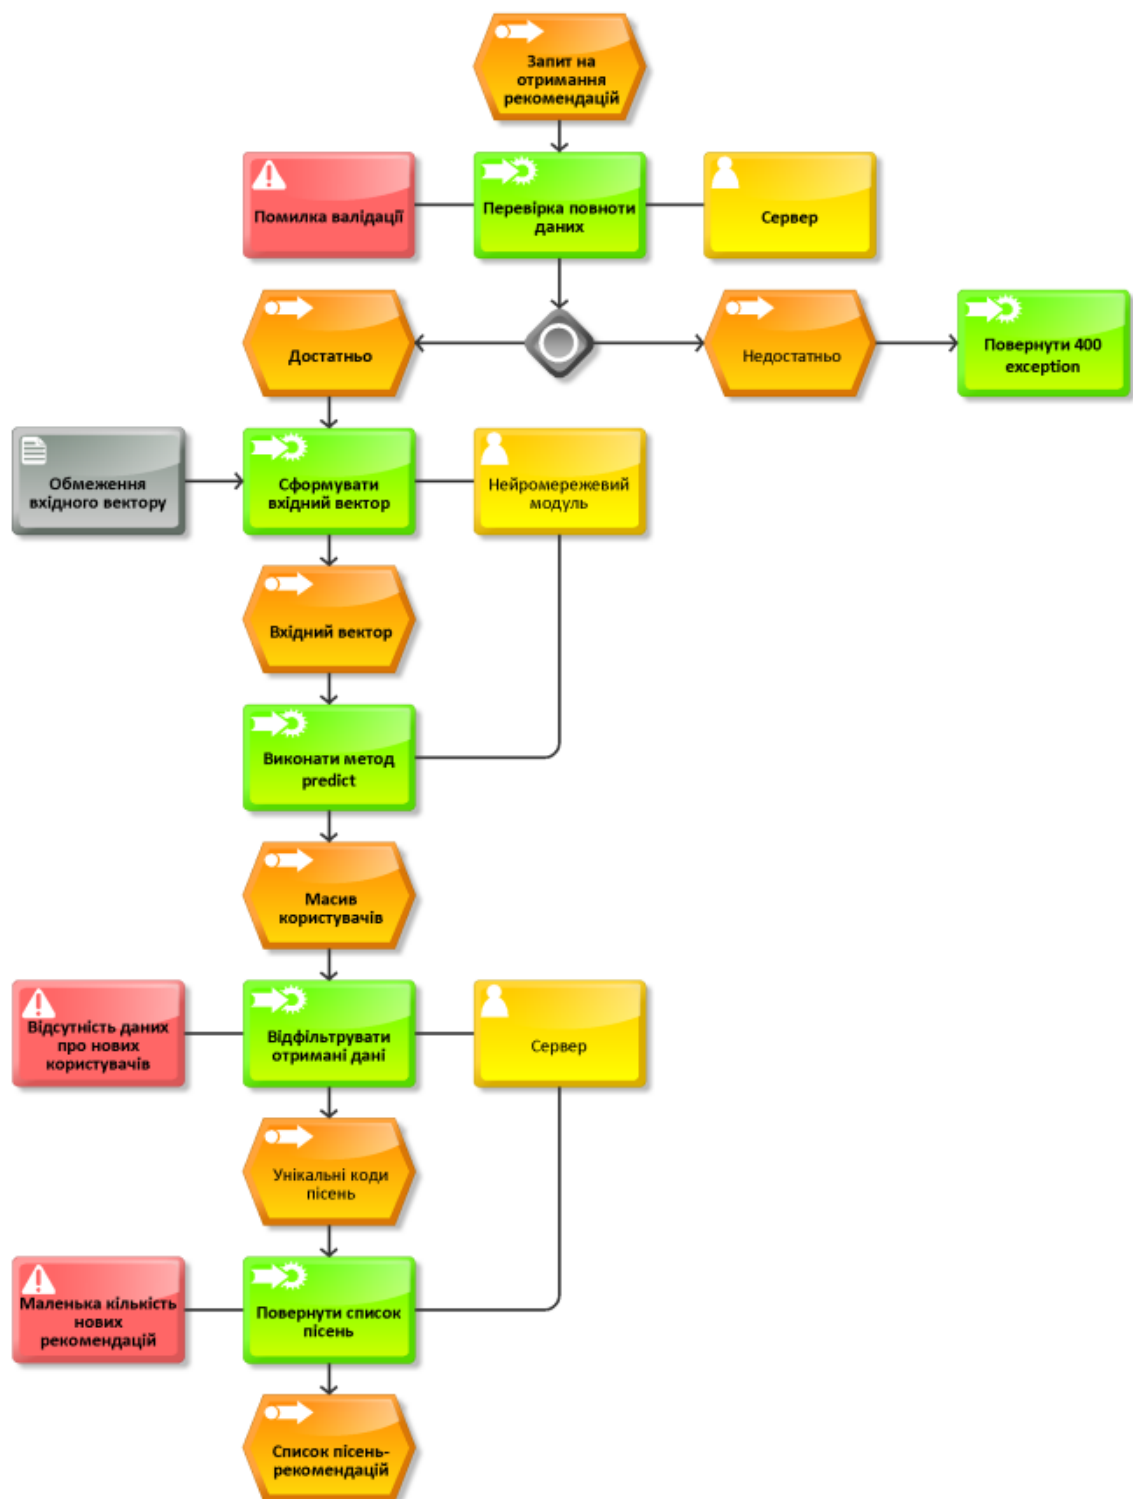 Запит на
отримання
рекомендацій
Помилка валідації
Перевірка повноти
даних
Сервер
Достатньо
Недостатньо
Повернути 400
exception
Обмеження
вхідного вектору
Сформувати
вхідний вектор
Нейромережевий
модуль
Вхідний вектор
Виконати метод
predict
Масив
користувачів
Відсутність даних
про нових
користувачів
Відфільтрувати
отримані дані
Сервер
Унікальні коди
пісень
Маленька кількість
нових
рекомендацій
Повернути список
пісень
Список пісень-
рекомендацій